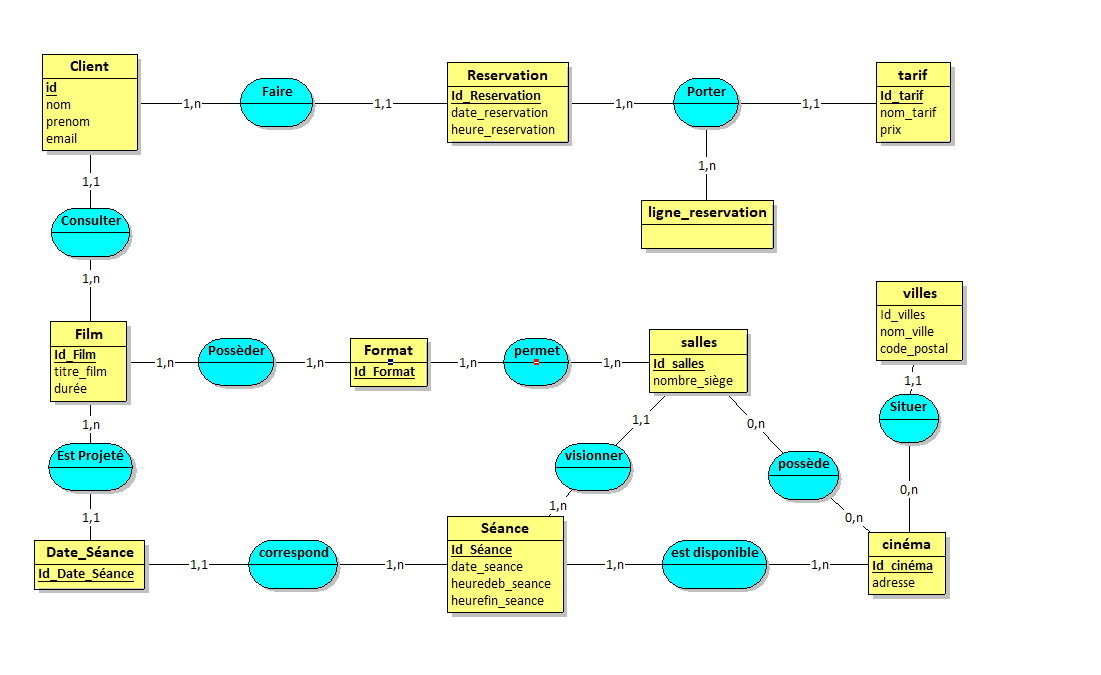 Client
id
nom
prenom
email
1,n
Faire
1,1
Reservation
Id_Reservation
date_reservation
heure_reservation
1,n
Porter
1,1
tarif
Id_tarif
nom_tarif
prix
1,n
ligne_reservation
1,1
Consulter
1,n
Film
Id_Film
titre_film
durée
1,n
Possèder
1,n
Format
Id_Format
1,n
permet
1,n
salles
Id_salles
nombre_siège
villes
Id_villes
nom_ville
code_postal
1,1
Situer
0,n
1,1
visionner
1,n
0,n
possède
0,n
1,n
Est Projeté
1,1
Date_Séance
Id_Date_Séance
1,1
correspond
1,n
Séance
Id_Séance
date_seance
heuredeb_seance
heurefin_seance
1,n
est disponible
1,n
cinéma
Id_cinéma
adresse